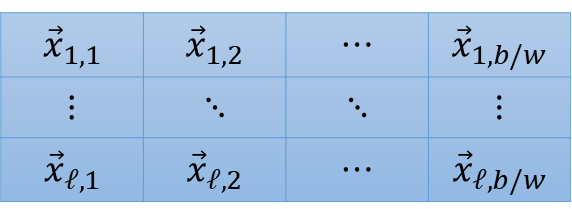 x⃗1,1 x⃗1,2 ⋯ x⃗1,b/w
⋮ ⋱ ⋱ ⋮
x⃗ℓ,1 x⃗ℓ,2 ⋯ x⃗ℓ,b/w